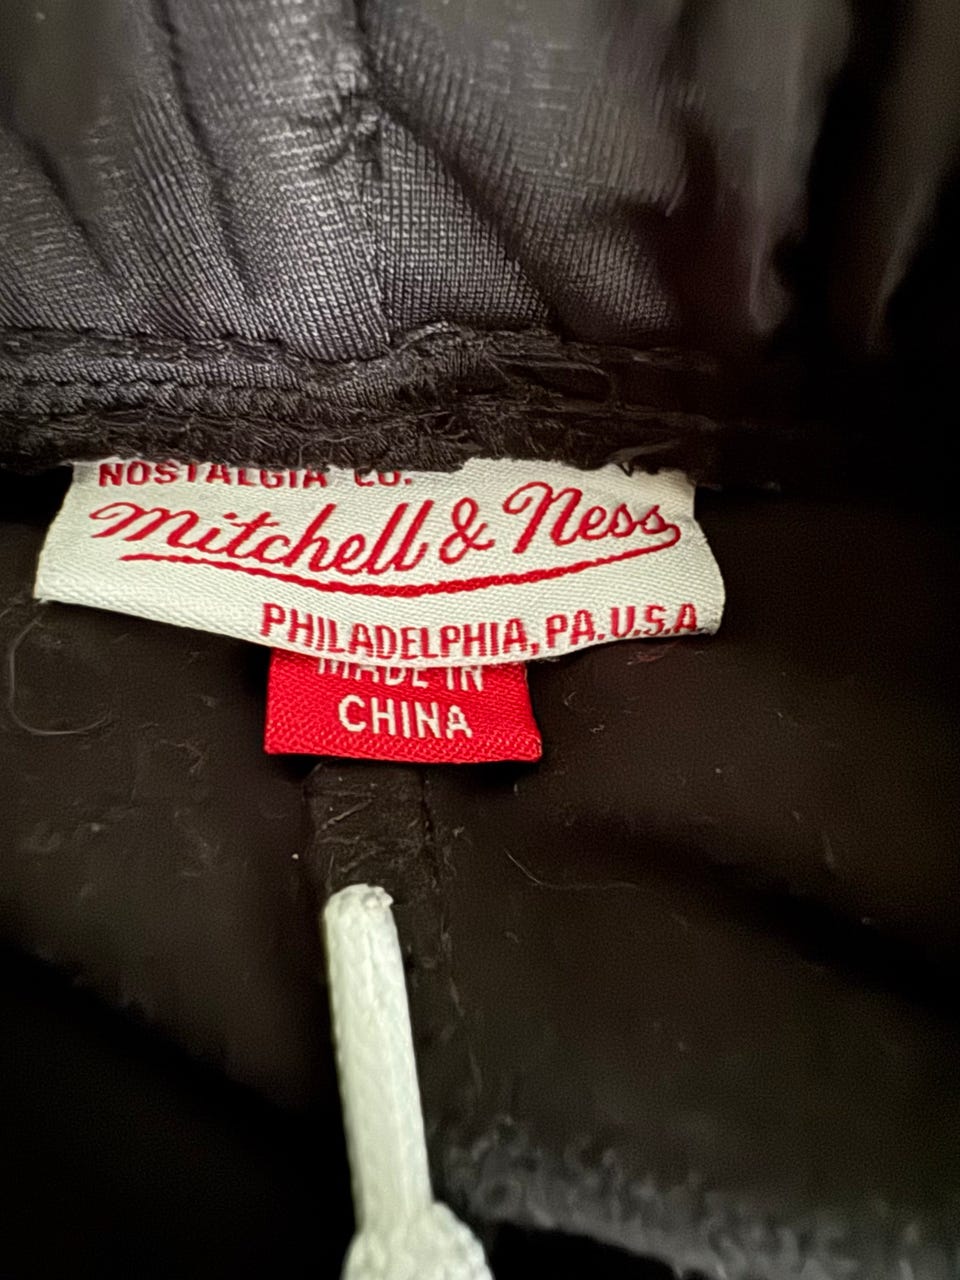 NOSTALGIA CO.
Mitchell & Ness
PHILADELPHIA, PA. U.S.A.
MADE IN
CHINA